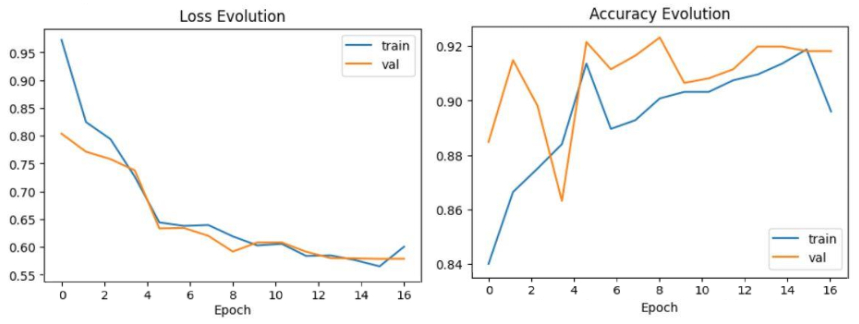 Loss Evolution
train
val
0.95
0.90
0.85
0.80
0.75
0.70
0.65
0.60
0.55
0 2 4 6 8 10 12 14 16
Epoch
Accuracy Evolution
0.92
0.90
0.88
0.86
0.84
train
val
0 2 4 6 8 10 12 14 16
Epoch